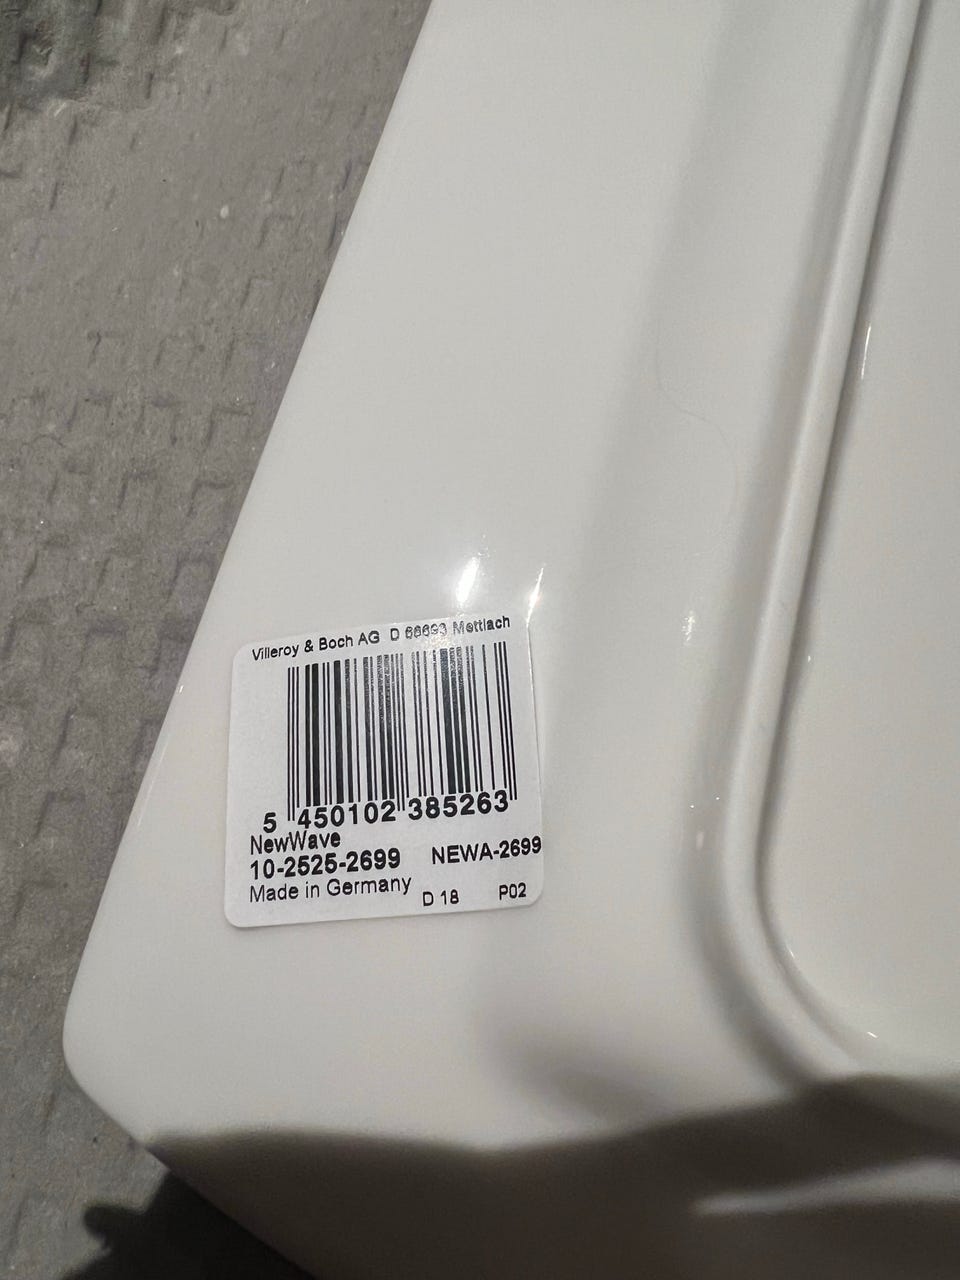 Villeroy & Boch AG D 66693 Mettlach
5 450102 385263
NewWave
10-2525-2699 NEWA-2699
Made in Germany D 18 P02